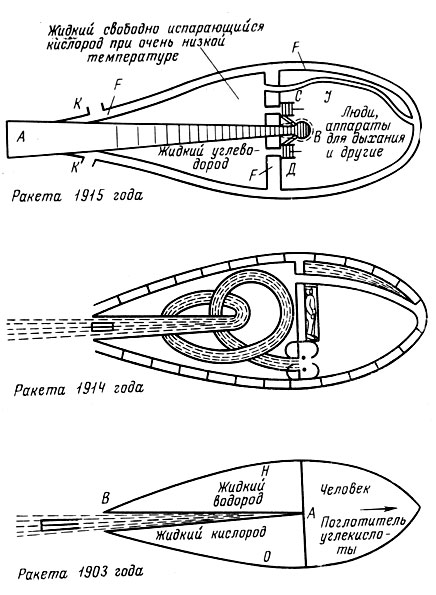 Жидкий свободно испаряющийся
кислород при очень низкой
температуре
F
F
К
С
J
А
Люди,
аппараты
для дыхания
и другие
В
Жидкий углево-
дород
К
F
Д
Ракета 1915 года
Ракета 1914 года
Н
Жидкий
водород
Человек
В
А
Поглотитель
углекисло-
ты
Жидкий кислород
О
Ракета 1903 года